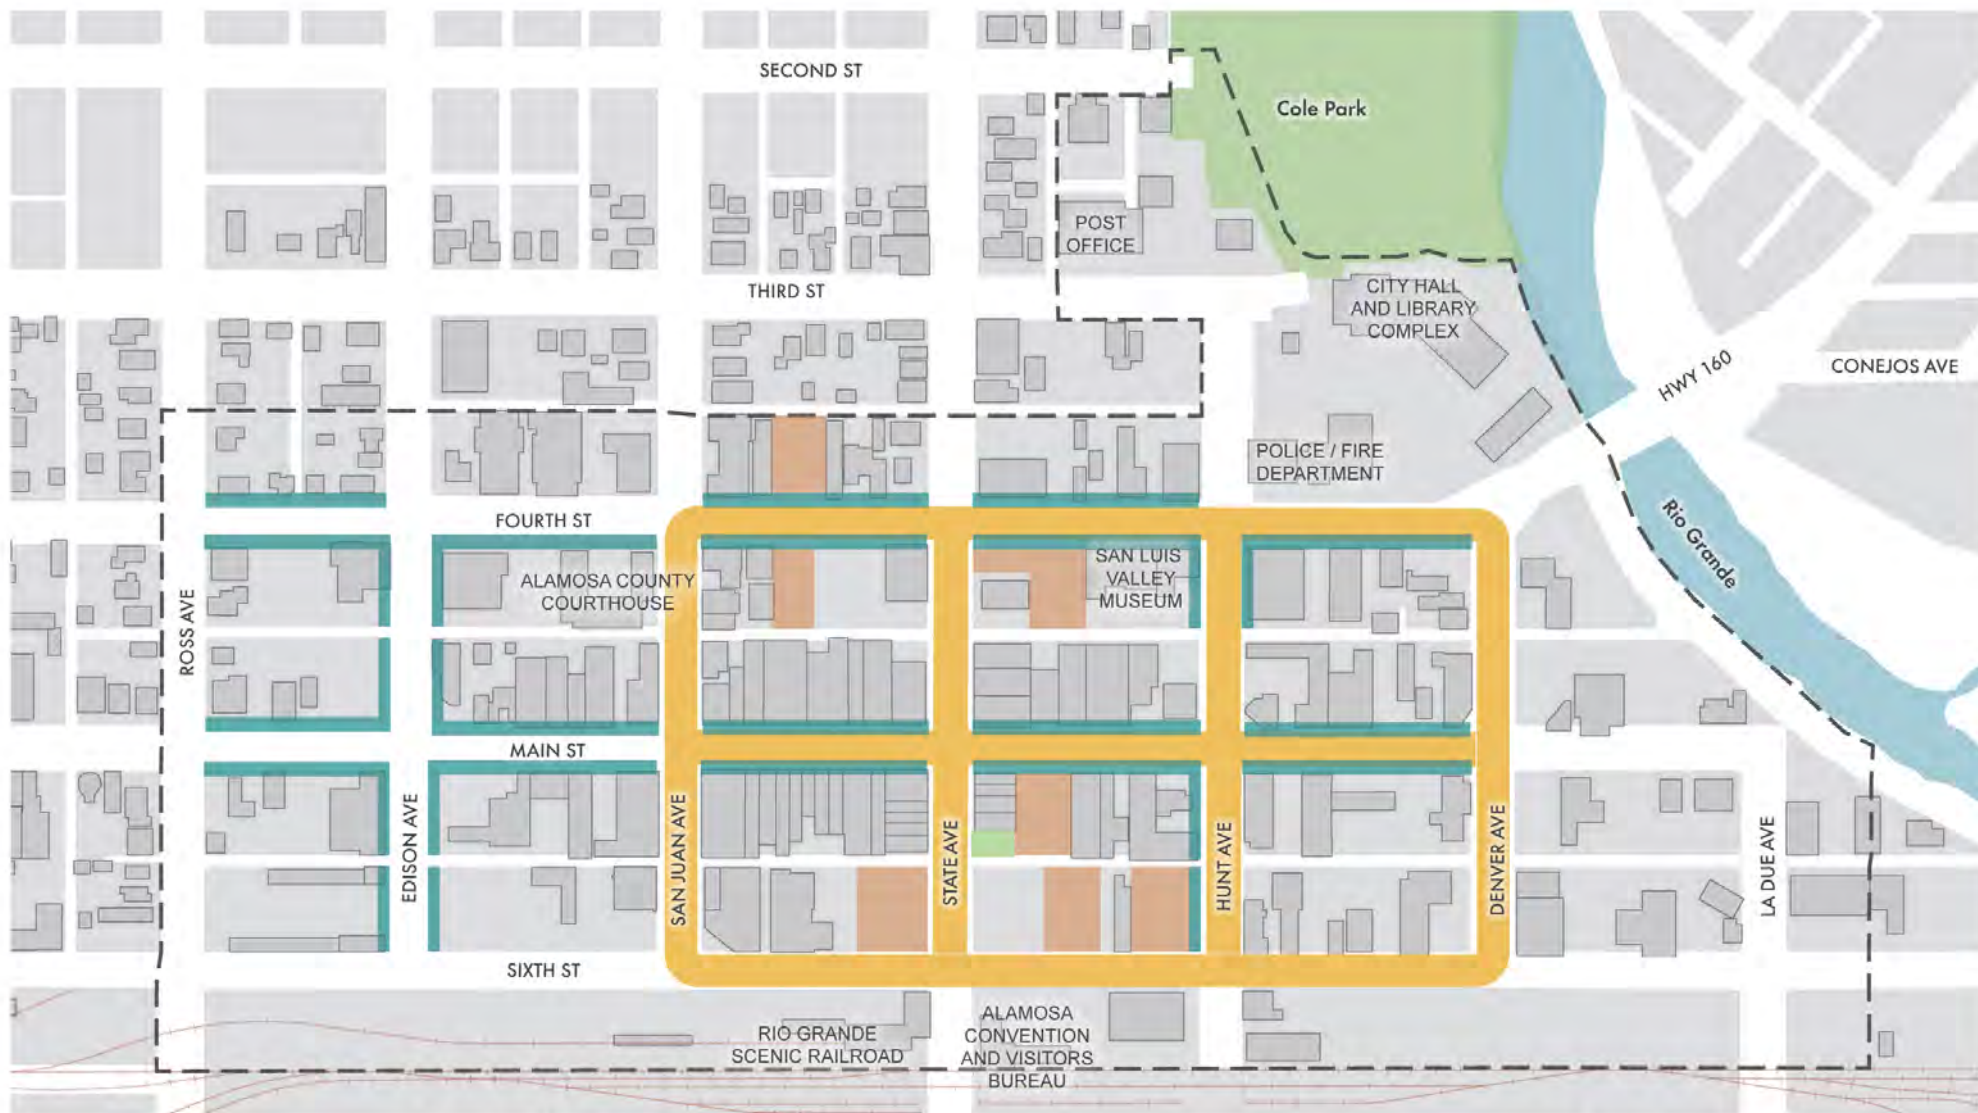 SECOND ST
Cole Park
POST
OFFICE
THIRD ST
CITY HALL
AND LIBRARY
COMPLEX
HWY 160
CONEJOS AVE
POLICE / FIRE
DEPARTMENT
FOURTH ST
Rio Grande
ALAMOSA COUNTY
COURTHOUSE
SAN LUIS
VALLEY
MUSEUM
ROSS AVE
MAIN ST
EDISON AVE
SAN JUAN AVE
STATE AVE
HUNT AVE
DENVER AVE
LA DUE AVE
SIXTH ST
RIO GRANDE
SCENIC RAILROAD
ALAMOSA
CONVENTION
AND VISITORS
BUREAU